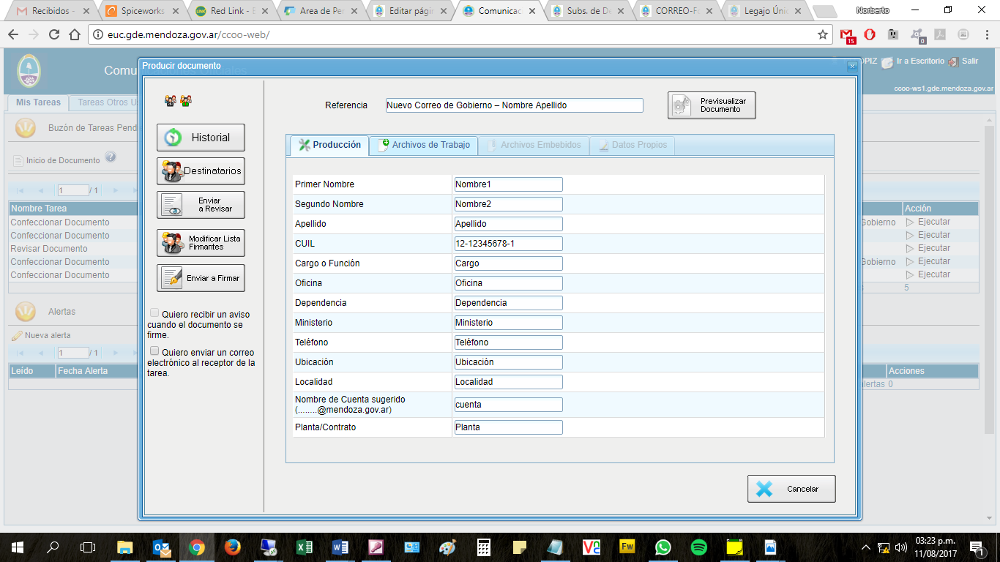 Recibidos -
Spiceworks
Red Link - E
Area de Per
Editar págin
Comunicac
Subs. de De
CORREO-Fo
Legajo Úni
Norberto
euc.gde.mendoza.gov.ar/ccoo-web/
15
0
Producir documento
Comu
OPIZ
Ir a Escritorio
Salir
ccoo-ws1.gde.mendoza.gov.ar
Mis Tareas
Tareas Otros U
Buzón de Tareas Pend
Inicio de Documento
1
/ 1
Nombre Tarea
Confeccionar Documento
Confeccionar Documento
Revisar Documento
Confeccionar Documento
Confeccionar Documento
Alertas
Nueva alerta
1
/ 1
Leído
Fecha Alerta
Historial
Destinatarios
Enviar
a Revisar
Modificar Lista
Firmantes
Enviar a Firmar
Quiero recibir un aviso
cuando el documento se
firme.
Quiero enviar un correo
electrónico al receptor de la
tarea.
Referencia
Nuevo Correo de Gobierno – Nombre Apellido
Previsualizar
Documento
Producción
Archivos de Trabajo
Archivos Embebidos
Datos Propios
Primer Nombre
Nombre1
Segundo Nombre
Nombre2
Apellido
Apellido
CUIL
12-12345678-1
Cargo o Función
Cargo
Oficina
Oficina
Dependencia
Dependencia
Ministerio
Ministerio
Teléfono
Teléfono
Ubicación
Ubicación
Localidad
Localidad
Nombre de Cuenta sugerido
(........@mendoza.gov.ar)
cuenta
Planta/Contrato
Planta
Cancelar
Acción
Gobierno
Ejecutar
Ejecutar
Ejecutar
Gobierno
Ejecutar
Ejecutar
s
5
Acciones
alertas 0
Fw
03:23 p.m.
11/08/2017
1